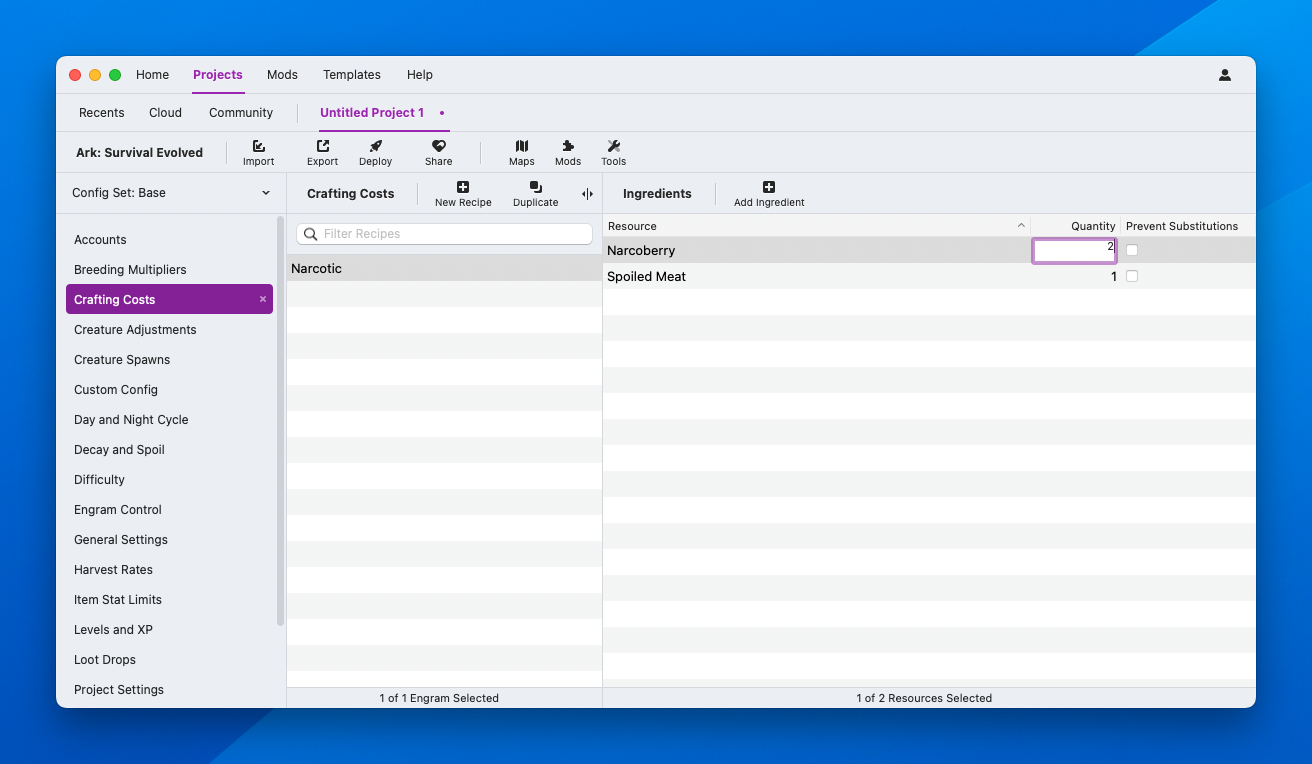 Home Projects Mods Templates Help
Recents Cloud Community Untitled Project 1 •
Ark: Survival Evolved Import Export Deploy Share Maps Mods Tools
Config Set: Base
Accounts
Breeding Multipliers
Crafting Costs ×
Creature Adjustments
Creature Spawns
Custom Config
Day and Night Cycle
Decay and Spoil
Difficulty
Engram Control
General Settings
Harvest Rates
Item Stat Limits
Levels and XP
Loot Drops
Project Settings
Crafting Costs New Recipe Duplicate
Filter Recipes
Narcotic
1 of 1 Engram Selected
Ingredients Add Ingredient
Resource Quantity Prevent Substitutions
Narcoberry 2
Spoiled Meat 1
1 of 2 Resources Selected